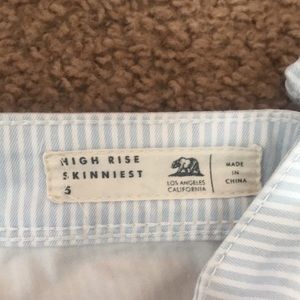 HIGH RISE
SKINNIEST
5
LOS ANGELES
CALIFORNIA
MADE
IN
CHINA